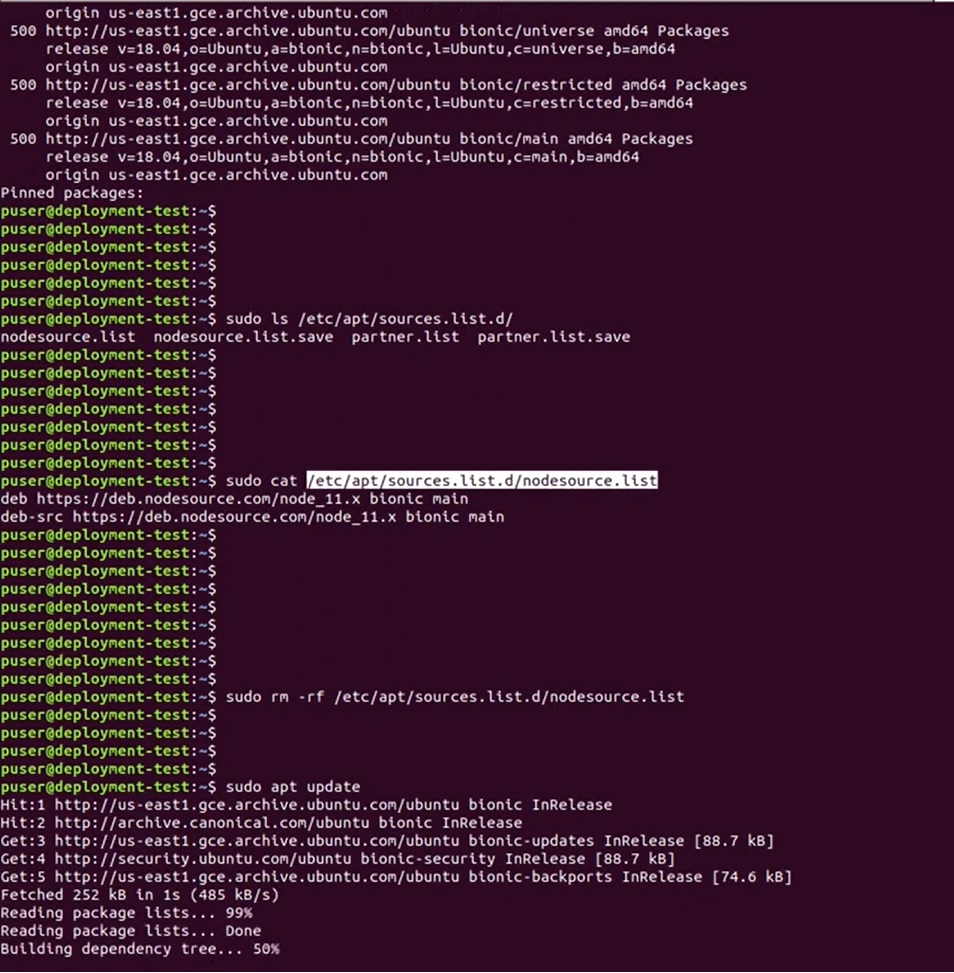 origin us-east1.gce.archive.ubuntu.com
500 http://us-east1.gce.archive.ubuntu.com/ubuntu bionic/universe amd64 Packages
release v=18.04,o=Ubuntu,a=bionic,n=bionic,l=Ubuntu,c=universe,b=amd64
origin us-east1.gce.archive.ubuntu.com
500 http://us-east1.gce.archive.ubuntu.com/ubuntu bionic/restricted amd64 Packages
release v=18.04,o=Ubuntu,a=bionic,n=bionic,l=Ubuntu,c=restricted,b=amd64
origin us-east1.gce.archive.ubuntu.com
500 http://us-east1.gce.archive.ubuntu.com/ubuntu bionic/main amd64 Packages
release v=18.04,o=Ubuntu,a=bionic,n=bionic,l=Ubuntu,c=main,b=amd64
origin us-east1.gce.archive.ubuntu.com
Pinned packages:
puser@deployment-test:~$
puser@deployment-test:~$
puser@deployment-test:~$
puser@deployment-test:~$
puser@deployment-test:~$
puser@deployment-test:~$
puser@deployment-test:~$ sudo ls /etc/apt/sources.list.d/
nodesource.list  nodesource.list.save  partner.list  partner.list.save
puser@deployment-test:~$
puser@deployment-test:~$
puser@deployment-test:~$
puser@deployment-test:~$
puser@deployment-test:~$
puser@deployment-test:~$
puser@deployment-test:~$
puser@deployment-test:~$ sudo cat /etc/apt/sources.list.d/nodesource.list
deb https://deb.nodesource.com/node_11.x bionic main
deb-src https://deb.nodesource.com/node_11.x bionic main
puser@deployment-test:~$
puser@deployment-test:~$
puser@deployment-test:~$
puser@deployment-test:~$
puser@deployment-test:~$
puser@deployment-test:~$
puser@deployment-test:~$
puser@deployment-test:~$
puser@deployment-test:~$
puser@deployment-test:~$ sudo rm -rf /etc/apt/sources.list.d/nodesource.list
puser@deployment-test:~$
puser@deployment-test:~$
puser@deployment-test:~$
puser@deployment-test:~$
puser@deployment-test:~$ sudo apt update
Hit:1 http://us-east1.gce.archive.ubuntu.com/ubuntu bionic InRelease
Hit:2 http://archive.canonical.com/ubuntu bionic InRelease
Get:3 http://us-east1.gce.archive.ubuntu.com/ubuntu bionic-updates InRelease [88.7 kB]
Get:4 http://security.ubuntu.com/ubuntu bionic-security InRelease [88.7 kB]
Get:5 http://us-east1.gce.archive.ubuntu.com/ubuntu bionic-backports InRelease [74.6 kB]
Fetched 252 kB in 1s (485 kB/s)
Reading package lists... 99%
Reading package lists... Done
Building dependency tree... 50%